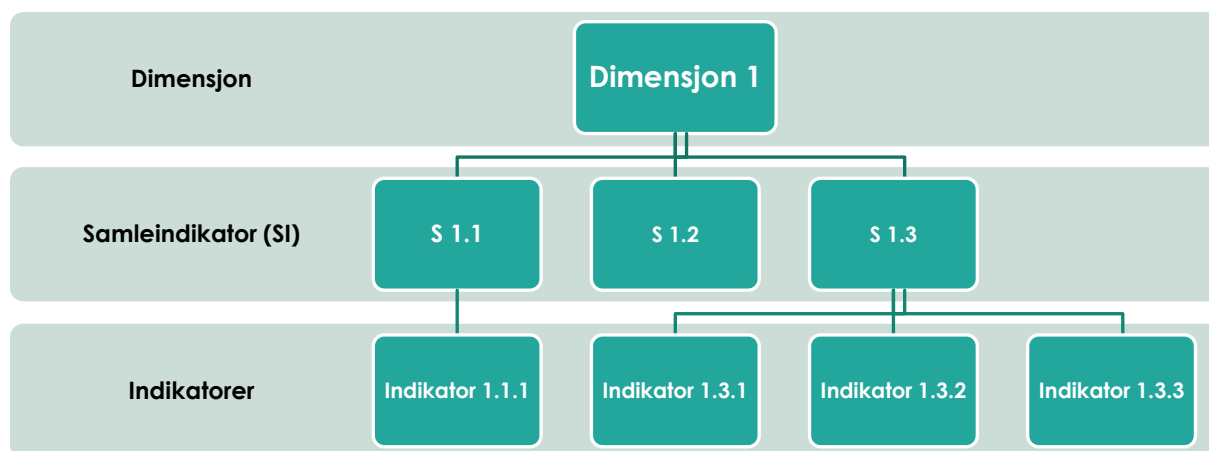 Dimensjon
Dimensjon 1
Samleindikator (SI)
S 1.1
S 1.2
S 1.3
Indikatorer
Indikator 1.1.1
Indikator 1.3.1
Indikator 1.3.2
Indikator 1.3.3